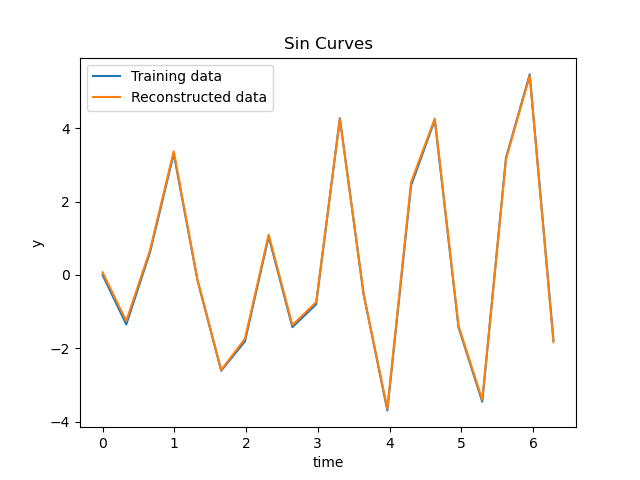 Sin Curves
Training data
Reconstructed data
4
2
0
−2
−4
y
0 1 2 3 4 5 6
time